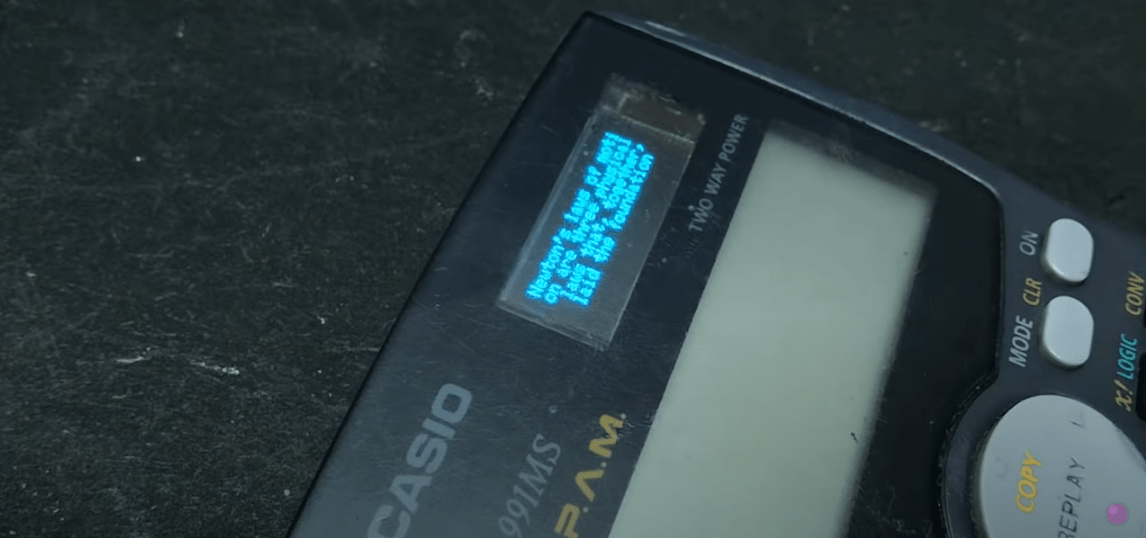 Newton's laws of moti
on are three physical
laws that, together,
laid the foundation
TWO WAY POWER
CASIO
991MS
P.A.M.
ON
MODE CLR
x! LOGIC CONV
COPY
REPLAY